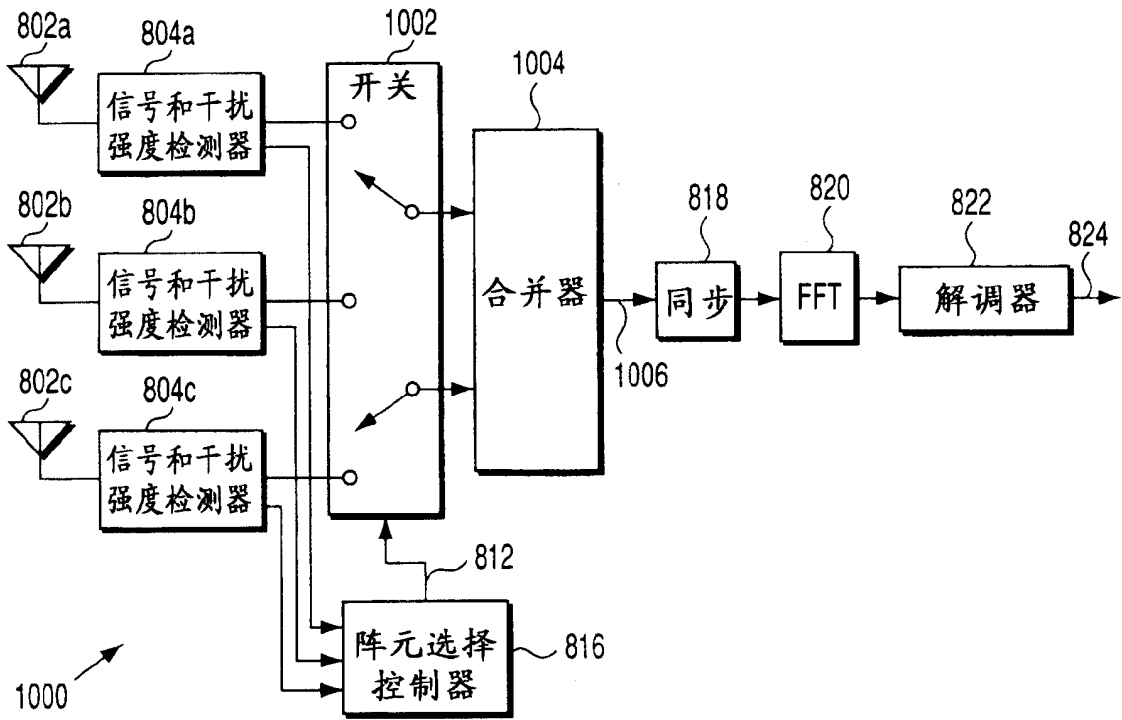 802a
804a
信号和干扰
强度检测器
1002
开关
1004
合并器
802b
804b
信号和干扰
强度检测器
818
同步
820
FFT
822
解调器
824
1006
802c
804c
信号和干扰
强度检测器
812
阵元选择
控制器
816
1000